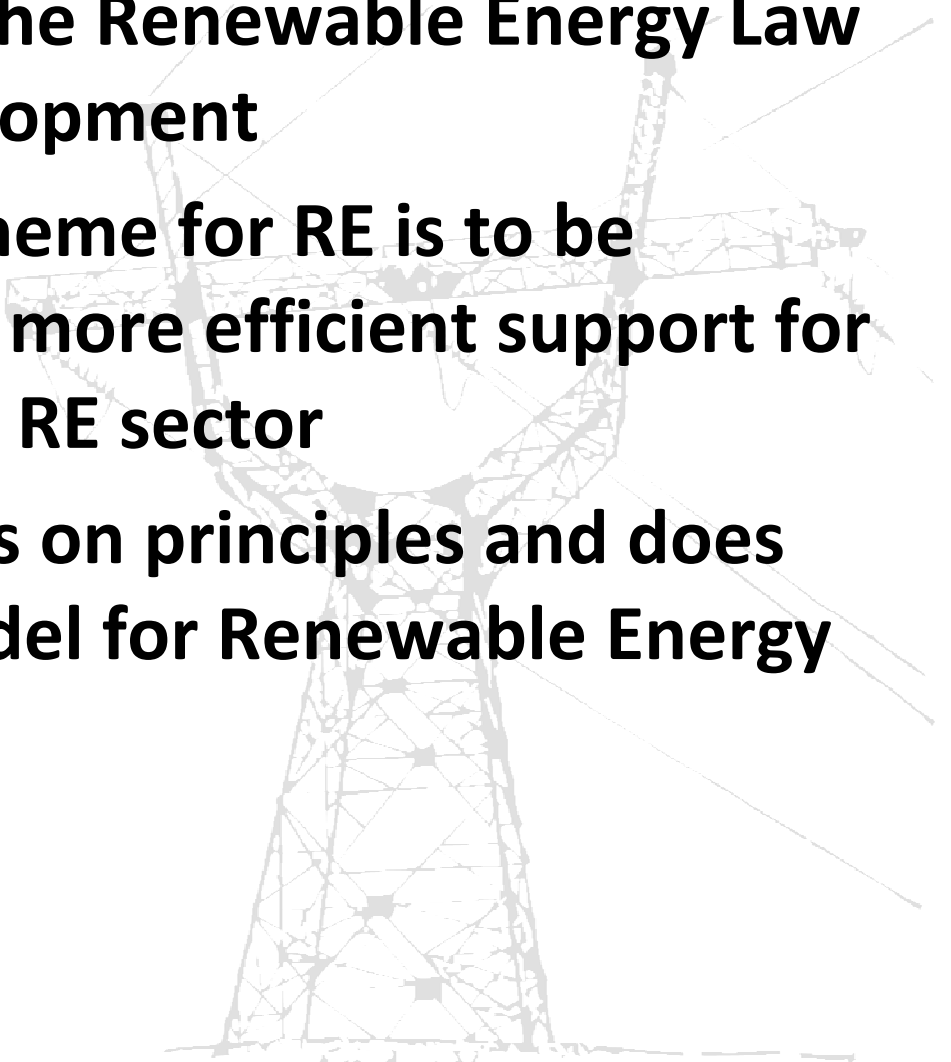 he Renewable Energy Law
opment
eme for RE is to be
more efficient support for
RE sector
s on principles and does
del for Renewable Energy